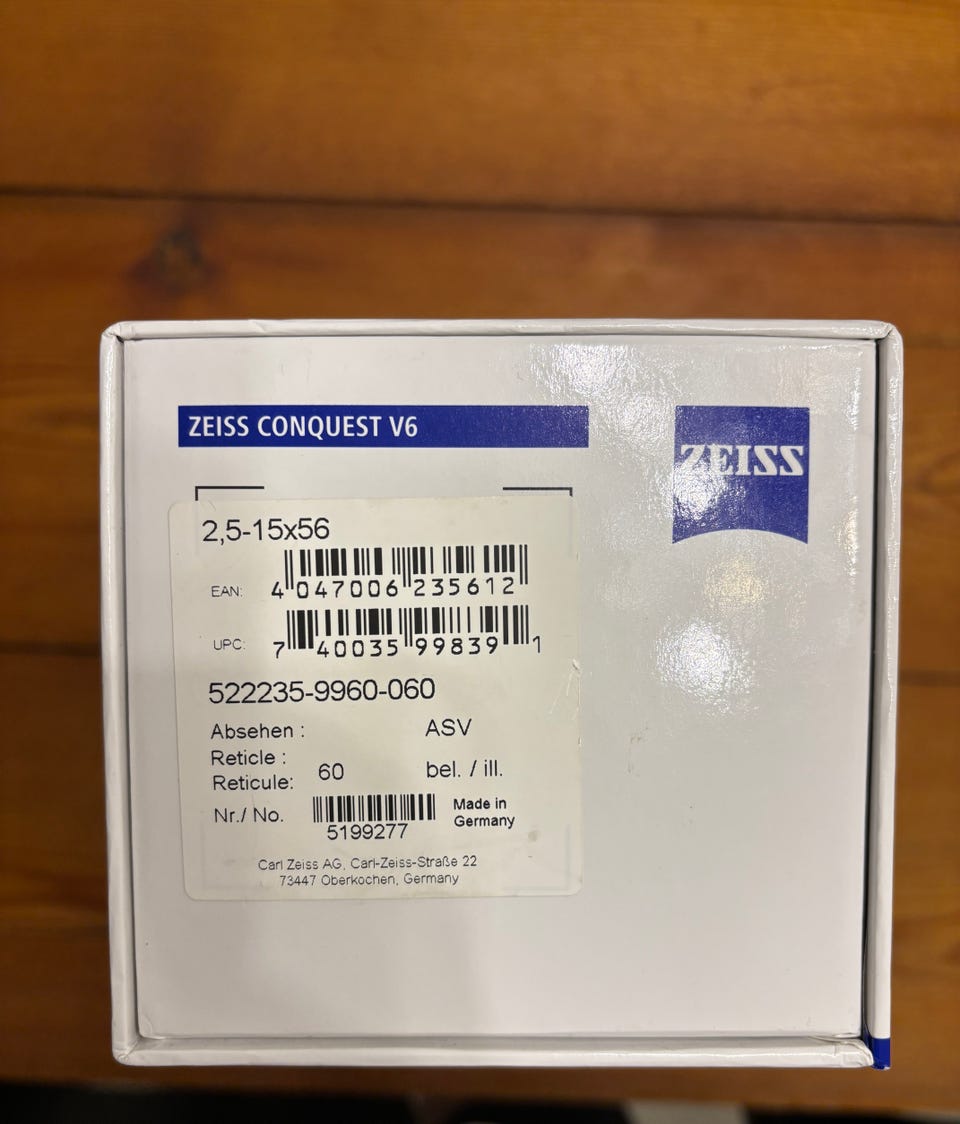 ZEISS CONQUEST V6
ZEISS
2,5-15x56
EAN: 4 047006 235612
UPC: 7 40035 99839 1
522235-9960-060
Absehen : ASV
Reticle :
Reticule: 60 bel. / ill.
Nr./ No. 5199277 Made in
Germany
Carl Zeiss AG, Carl-Zeiss-Straße 22
73447 Oberkochen, Germany